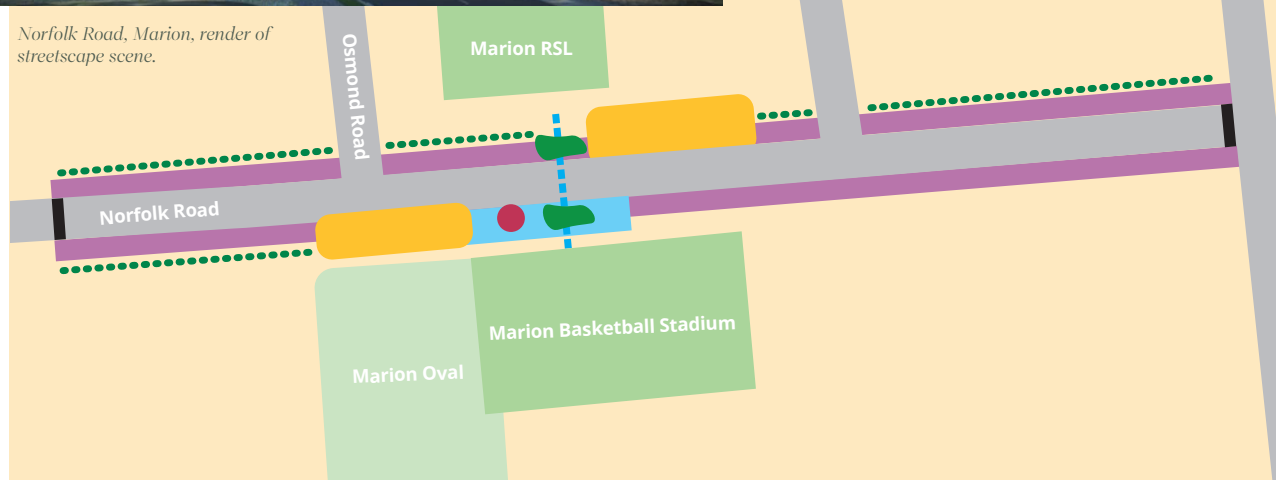 Norfolk Road, Marion, render of
streetscape scene.
Osmond Road
Marion RSL
Norfolk Road
Marion Basketball Stadium
Marion Oval